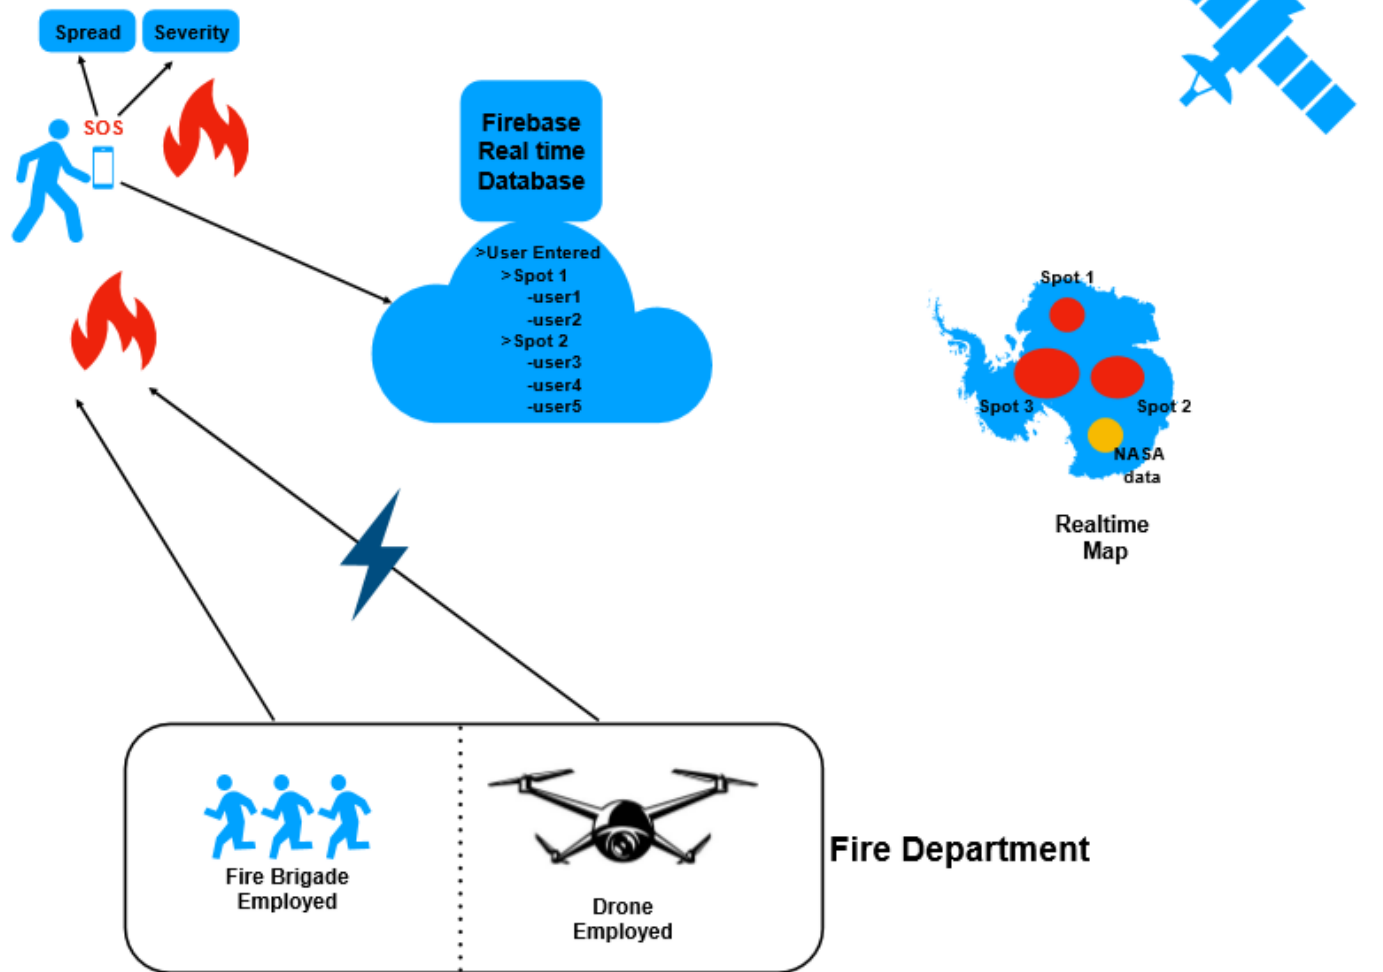 Spread
Severity
SOS
Firebase
Real time
Database
>User Entered
>Spot 1
-user1
-user2
>Spot 2
-user3
-user4
-user5
Spot 1
Spot 3
Spot 2
NASA
data
Realtime
Map
Fire Brigade
Employed
Drone
Employed
Fire Department